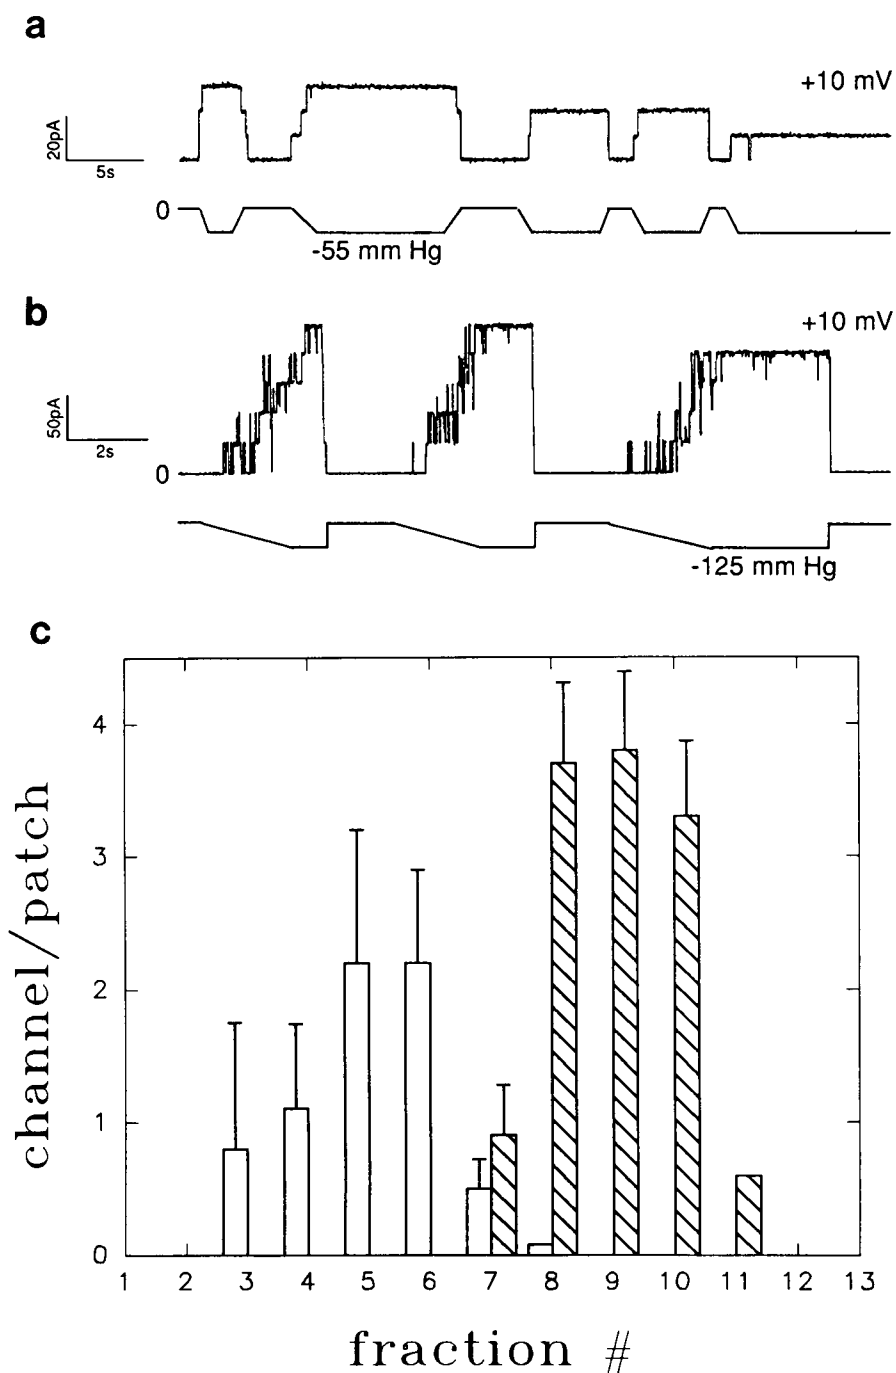 a
+10 mV
20pA
5s
0
-55 mm Hg
b
+10 mV
50pA
2s
0
-125 mm Hg
c
channel/patch
4
3
2
1
0
1 2 3 4 5 6 7 8 9 10 11 12 13
fraction #